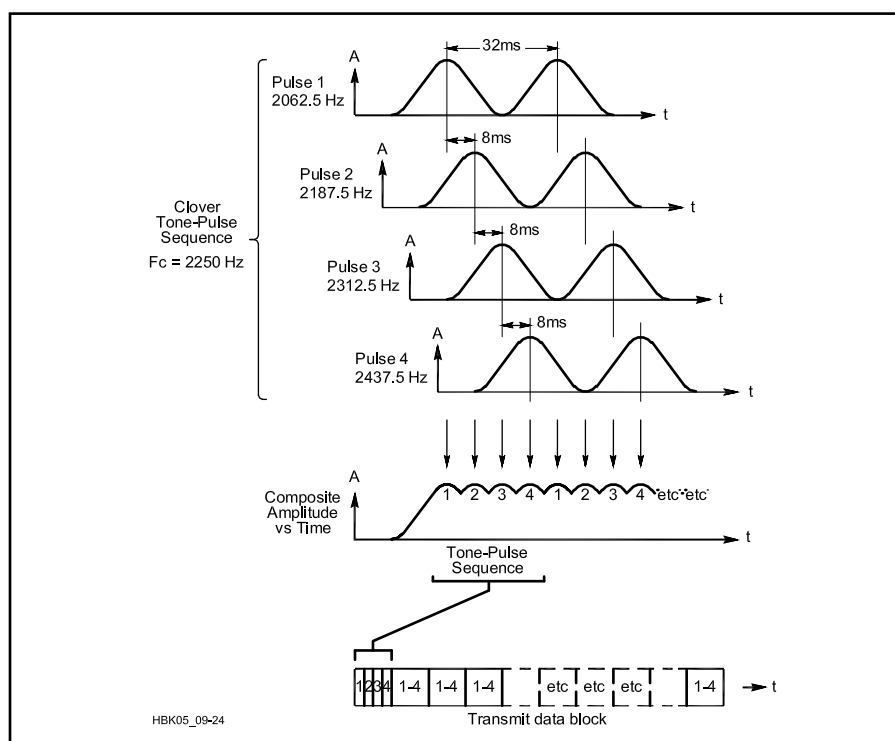 32ms
A
Pulse 1
2062.5 Hz
t
8ms
A
Pulse 2
2187.5 Hz
t
Clover
Tone-Pulse
Sequence
Fc = 2250 Hz
8ms
A
Pulse 3
2312.5 Hz
t
8ms
A
Pulse 4
2437.5 Hz
t
A
1 2 3 4 1 2 3 4 etc etc
Composite
Amplitude
vs Time
t
Tone-Pulse
Sequence
1 2 3 4 1-4 1-4 1-4 etc etc etc 1-4 t
HBK05_09-24
Transmit data block